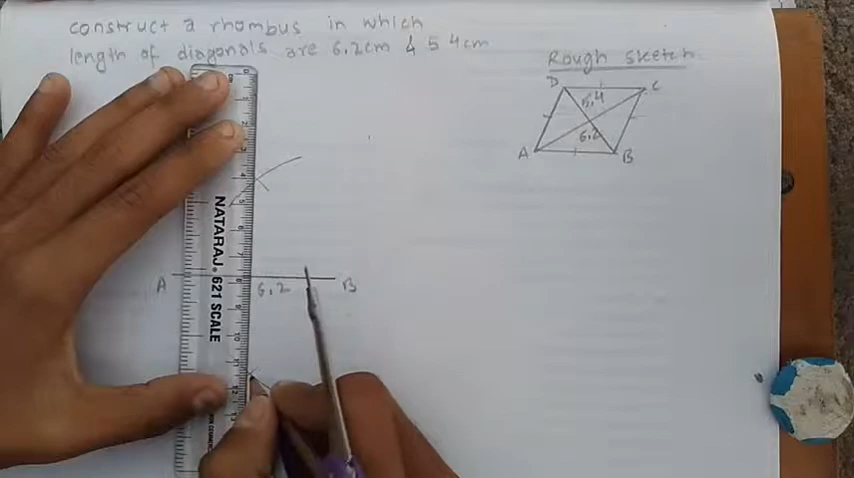 construct a rhombus in which
length of diagonals are 6.2cm & 5 4cm
Rough sketch
D
C
5.4
6.2
A
B
NATARAJ. 621 SCALE
A
6.2
B